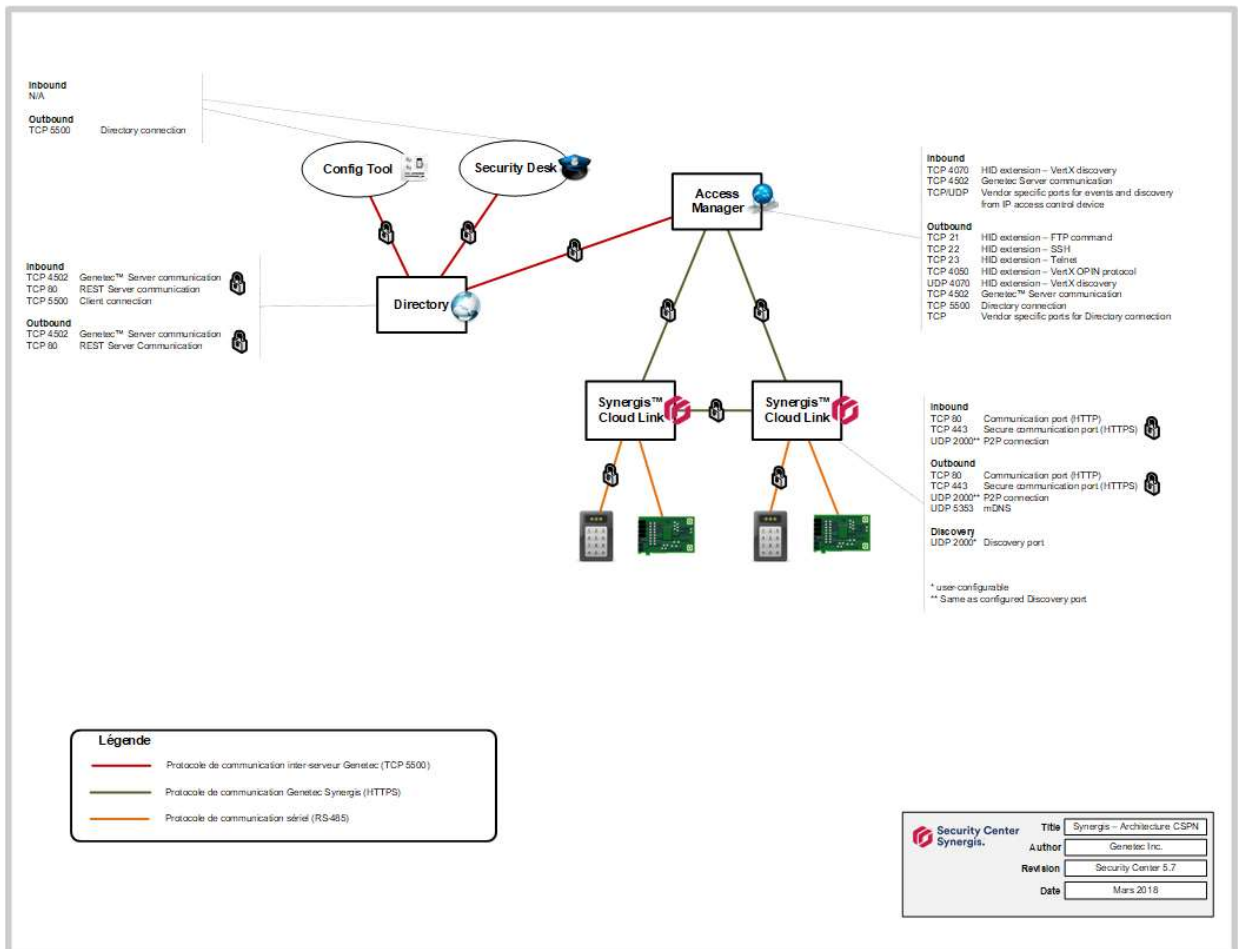 Inbound
N/A
Outbound
TCP 5500 Directory connection
Config Tool
Security Desk
Access
Manager
Inbound
TCP 4070 HID extension – VertX discovery
TCP 4502 Genetec Server communication
TCP/UDP Vendor specific ports for events and discovery
from IP access control device
Outbound
TCP 21 HID extension – FTP command
TCP 22 HID extension – SSH
TCP 23 HID extension – Telnet
TCP 4050 HID extension – VertX OPIN protocol
UDP 4070 HID extension – VertX discovery
TCP 4502 Genetec™ Server communication
TCP 5500 Directory connection
TCP Vendor specific ports for Directory connection
Inbound
TCP 4502 Genetec™ Server communication
TCP 80 REST Server communication
TCP 5500 Client connection
Outbound
TCP 4502 Genetec™ Server communication
TCP 80 REST Server Communication
Directory
Synergis™
Cloud Link
Synergis™
Cloud Link
Inbound
TCP 80 Communication port (HTTP)
TCP 443 Secure communication port (HTTPS)
UDP 2000** P2P connection
Outbound
TCP 80 Communication port (HTTP)
TCP 443 Secure communication port (HTTPS)
UDP 2000** P2P connection
UDP 5353 mDNS
Discovery
UDP 2000* Discovery port
* user-configurable
** Same as configured Discovery port
Légende
Protocole de communication inter-serveur Genetec (TCP 5500)
Protocole de communication Genetec Synergis (HTTPS)
Protocole de communication sériel (RS-485)
Security Center
Synergis.
Title Synergis – Architecture CSPN
Author Genetec Inc.
Revision Security Center 5.7
Date Mars 2018